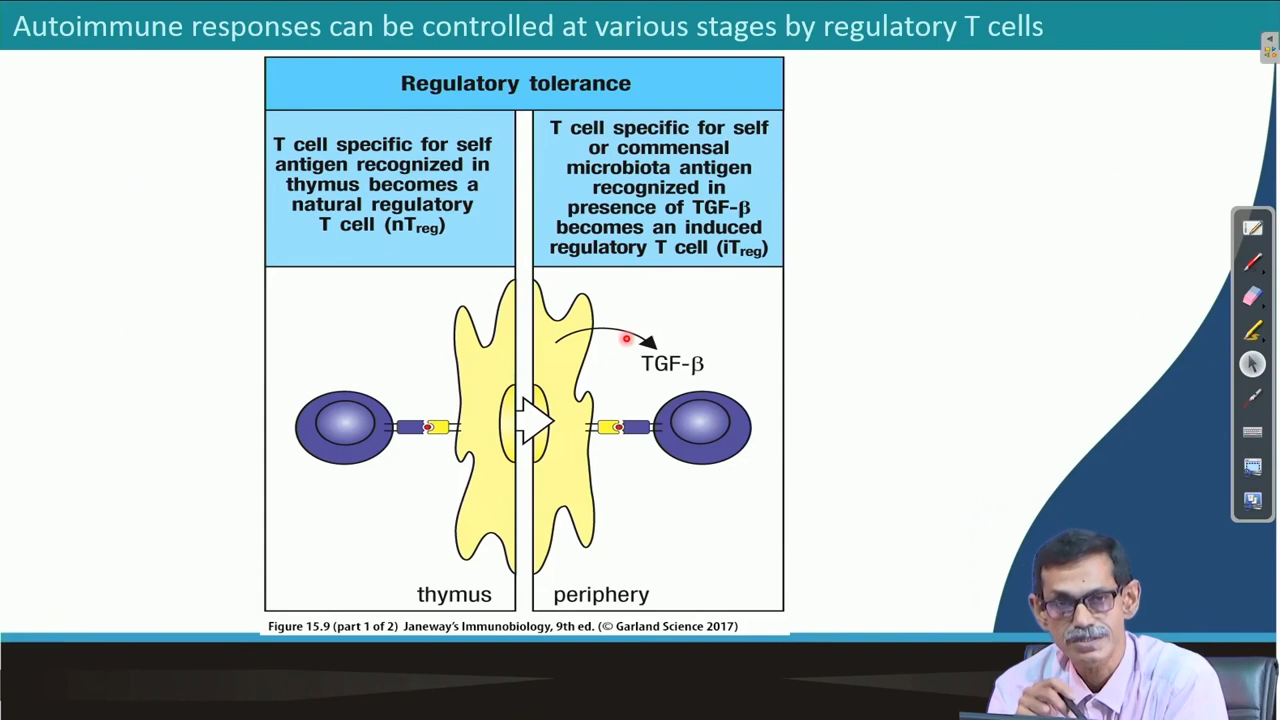 Autoimmune responses can be controlled at various stages by regulatory T cells
Regulatory tolerance
T cell specific for self
antigen recognized in
thymus becomes a
natural regulatory
T cell (nTreg)
T cell specific for self
or commensal
microbiota antigen
recognized in
presence of TGF-β
becomes an induced
regulatory T cell (iTreg)
TGF-β
thymus
periphery
Figure 15.9 (part 1 of 2) Janeway's Immunobiology, 9th ed. (© Garland Science 2017)